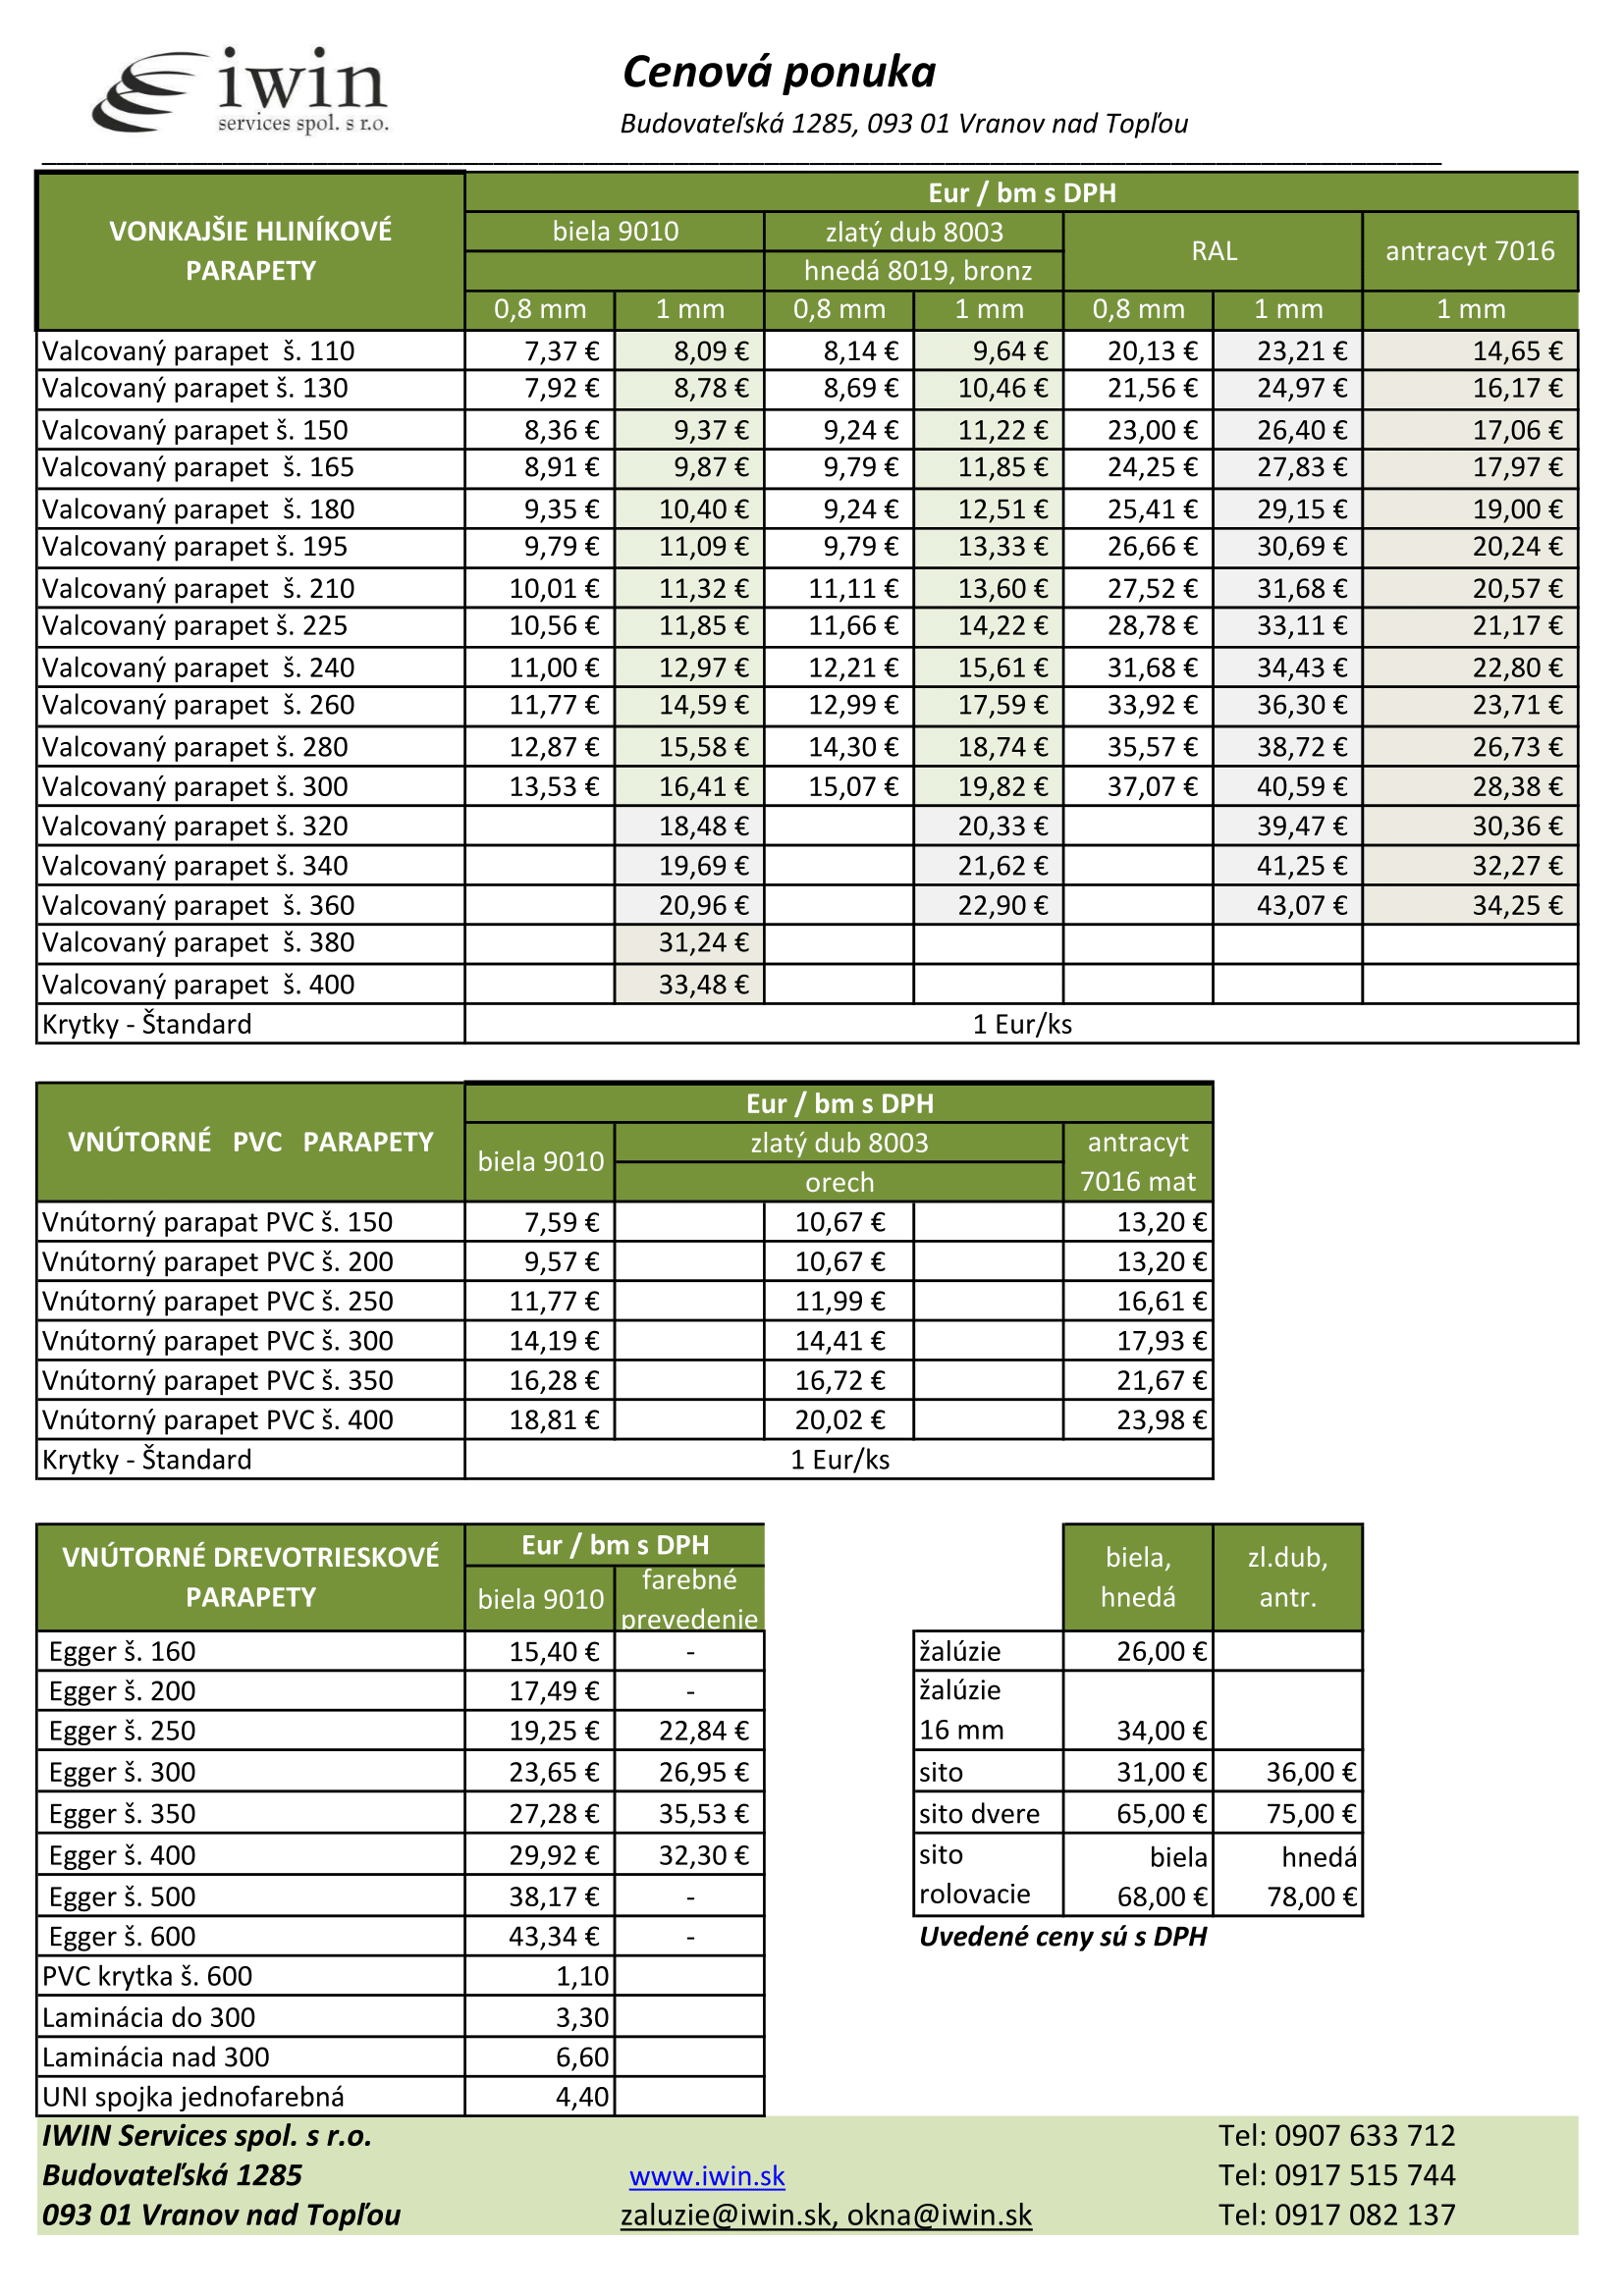 iwin
services spol. s r.o.
Cenová ponuka
Budovateľská 1285, 093 01 Vranov nad Topľou
VONKAJŠIE HLINÍKOVÉ PARAPETY
Eur / bm s DPH
biela 9010 zlatý dub 8003 RAL antracyt 7016
hnedá 8019, bronz
0,8 mm 1 mm 0,8 mm 1 mm 0,8 mm 1 mm 1 mm
Valcovaný parapet š. 110 7,37 € 8,09 € 8,14 € 9,64 € 20,13 € 23,21 € 14,65 €
Valcovaný parapet š. 130 7,92 € 8,78 € 8,69 € 10,46 € 21,56 € 24,97 € 16,17 €
Valcovaný parapet š. 150 8,36 € 9,37 € 9,24 € 11,22 € 23,00 € 26,40 € 17,06 €
Valcovaný parapet š. 165 8,91 € 9,87 € 9,79 € 11,85 € 24,25 € 27,83 € 17,97 €
Valcovaný parapet š. 180 9,35 € 10,40 € 9,24 € 12,51 € 25,41 € 29,15 € 19,00 €
Valcovaný parapet š. 195 9,79 € 11,09 € 9,79 € 13,33 € 26,66 € 30,69 € 20,24 €
Valcovaný parapet š. 210 10,01 € 11,32 € 11,11 € 13,60 € 27,52 € 31,68 € 20,57 €
Valcovaný parapet š. 225 10,56 € 11,85 € 11,66 € 14,22 € 28,78 € 33,11 € 21,17 €
Valcovaný parapet š. 240 11,00 € 12,97 € 12,21 € 15,61 € 31,68 € 34,43 € 22,80 €
Valcovaný parapet š. 260 11,77 € 14,59 € 12,99 € 17,59 € 33,92 € 36,30 € 23,71 €
Valcovaný parapet š. 280 12,87 € 15,58 € 14,30 € 18,74 € 35,57 € 38,72 € 26,73 €
Valcovaný parapet š. 300 13,53 € 16,41 € 15,07 € 19,82 € 37,07 € 40,59 € 28,38 €
Valcovaný parapet š. 320 18,48 € 20,33 € 39,47 € 30,36 €
Valcovaný parapet š. 340 19,69 € 21,62 € 41,25 € 32,27 €
Valcovaný parapet š. 360 20,96 € 22,90 € 43,07 € 34,25 €
Valcovaný parapet š. 380 31,24 €
Valcovaný parapet š. 400 33,48 €
Krytky - Štandard 1 Eur/ks
VNÚTORNÉ PVC PARAPETY
Eur / bm s DPH
biela 9010 zlatý dub 8003 antracyt 7016 mat
orech
Vnútorný parapat PVC š. 150 7,59 € 10,67 € 13,20 €
Vnútorný parapet PVC š. 200 9,57 € 10,67 € 13,20 €
Vnútorný parapet PVC š. 250 11,77 € 11,99 € 16,61 €
Vnútorný parapet PVC š. 300 14,19 € 14,41 € 17,93 €
Vnútorný parapet PVC š. 350 16,28 € 16,72 € 21,67 €
Vnútorný parapet PVC š. 400 18,81 € 20,02 € 23,98 €
Krytky - Štandard 1 Eur/ks
VNÚTORNÉ DREVOTRIESKOVÉ PARAPETY
Eur / bm s DPH
biela 9010 farebné prevedenie
Egger š. 160 15,40 € -
Egger š. 200 17,49 € -
Egger š. 250 19,25 € 22,84 €
Egger š. 300 23,65 € 26,95 €
Egger š. 350 27,28 € 35,53 €
Egger š. 400 29,92 € 32,30 €
Egger š. 500 38,17 € -
Egger š. 600 43,34 € -
PVC krytka š. 600 1,10
Laminácia do 300 3,30
Laminácia nad 300 6,60
UNI spojka jednofarebná 4,40
biela, hnedá zl.dub, antr.
žalúzie 26,00 €
žalúzie
16 mm 34,00 €
sito 31,00 € 36,00 €
sito dvere 65,00 € 75,00 €
sito biela hnedá
rolovacie 68,00 € 78,00 €
Uvedené ceny sú s DPH
IWIN Services spol. s r.o. Tel: 0907 633 712
Budovateľská 1285 www.iwin.sk Tel: 0917 515 744
093 01 Vranov nad Topľou zaluzie@iwin.sk, okna@iwin.sk Tel: 0917 082 137